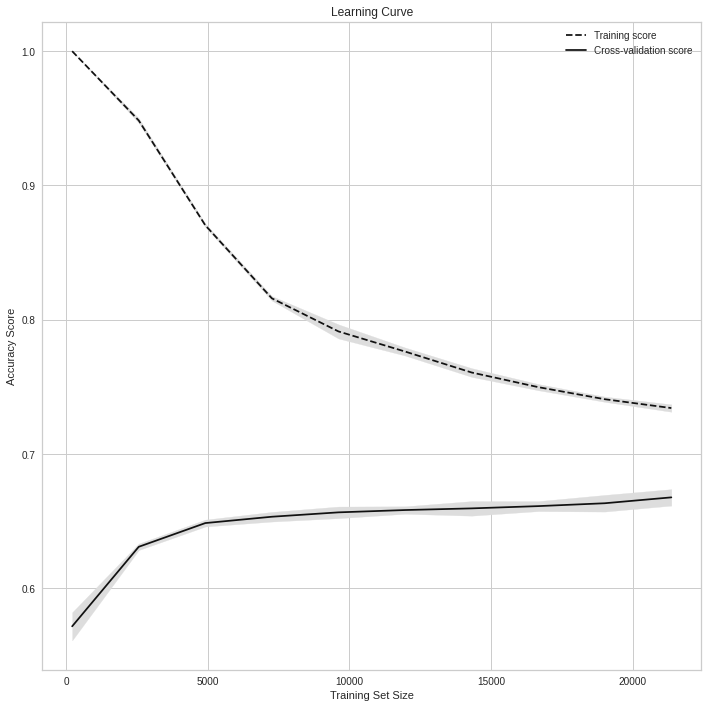 Learning Curve
Training score
Cross-validation score
1.0
0.9
0.8
0.7
0.6
Accuracy Score
0
5000
10000
15000
20000
Training Set Size